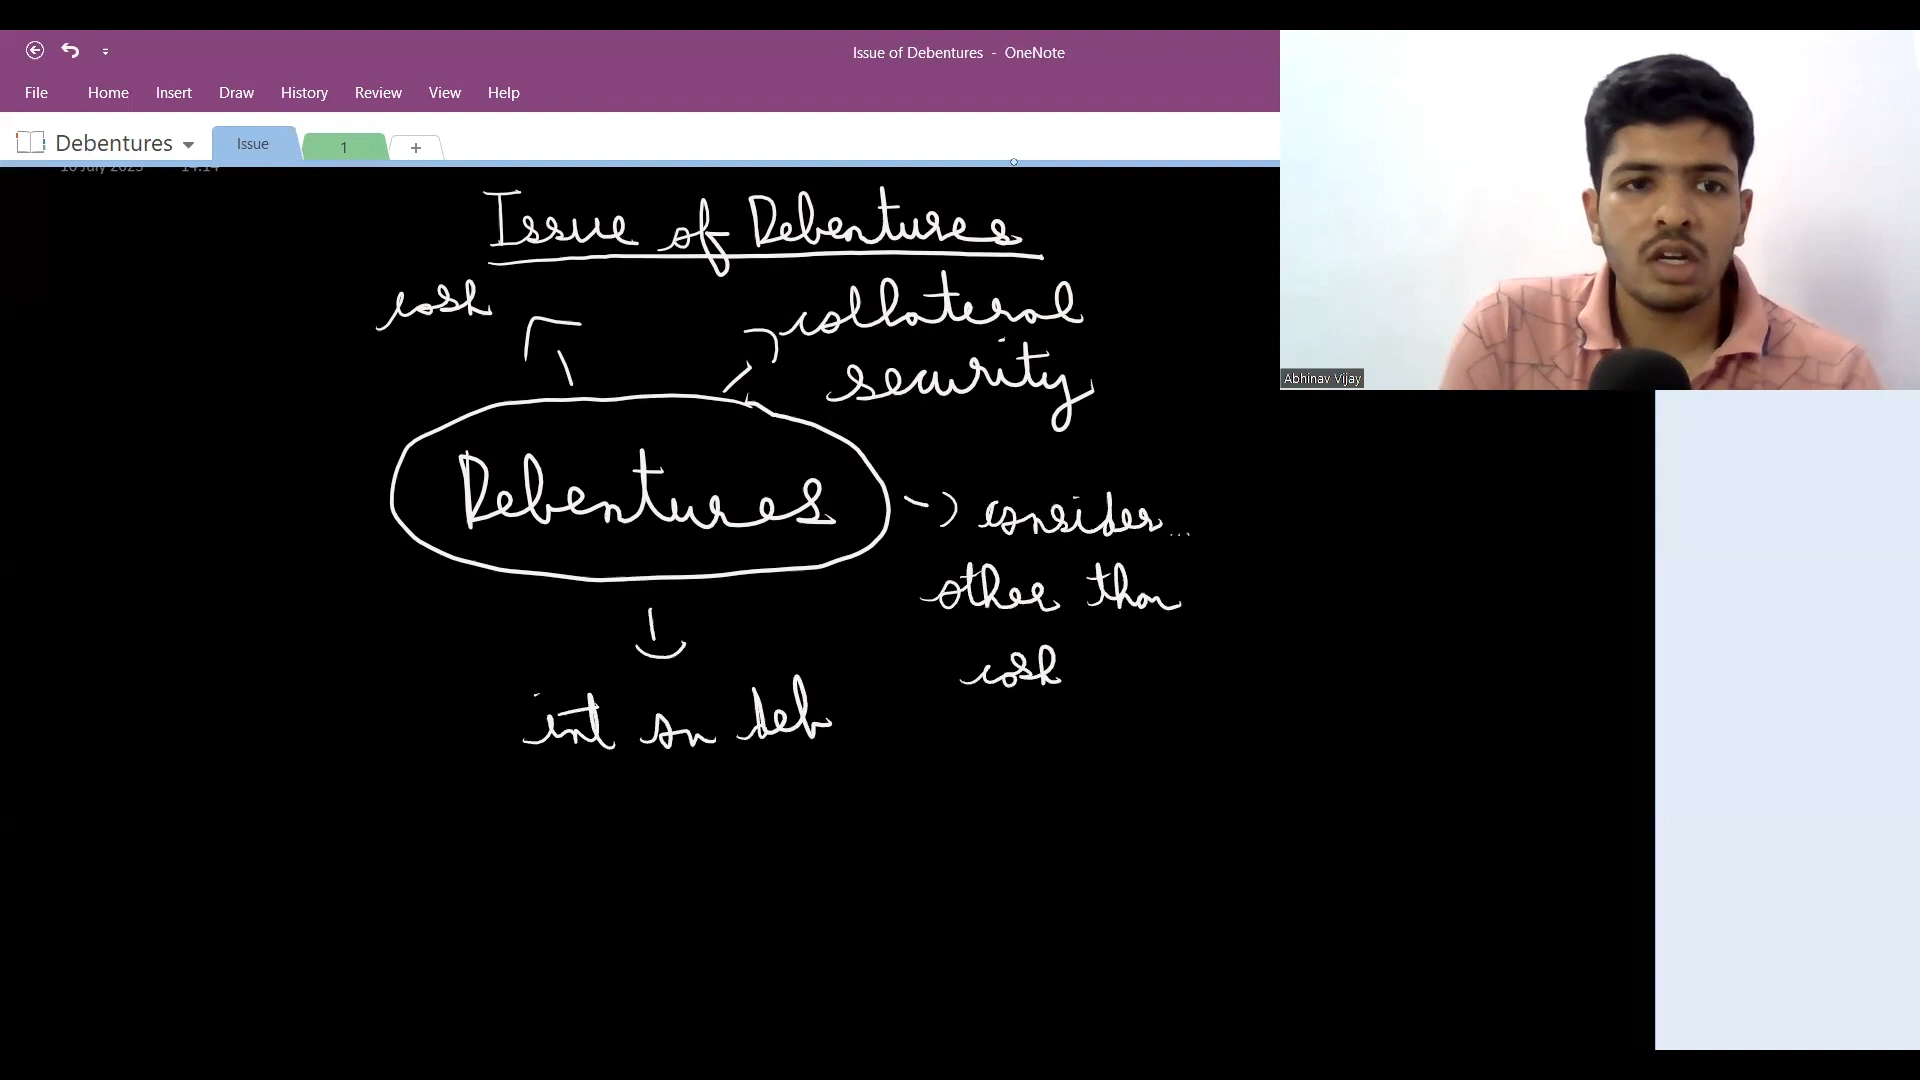 Issue of Debentures - OneNote
File Home Insert Draw History Review View Help
Debentures Issue 1 +
Issue of Debentures
cash
collateral
security
Debentures
consider...
other than
cash
int on deb
Abhinav Vijay